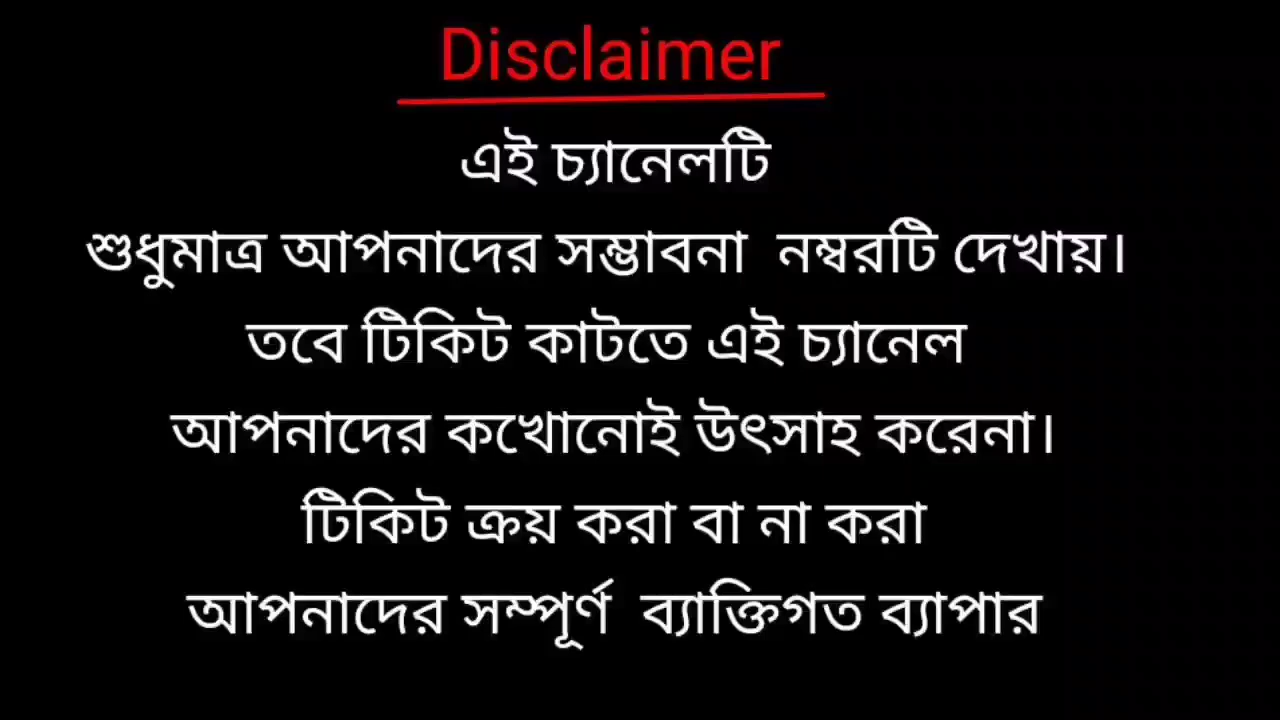 Disclaimer
এই চ্যানেলটি
শুধুমাত্র আপনাদের সম্ভাবনা নম্বরটি দেখায়।
তবে টিকিট কাটতে এই চ্যানেল
আপনাদের কখোনোই উৎসাহ করেনা।
টিকিট ক্রয় করা বা না করা
আপনাদের সম্পূর্ণ ব্যাক্তিগত ব্যাপার